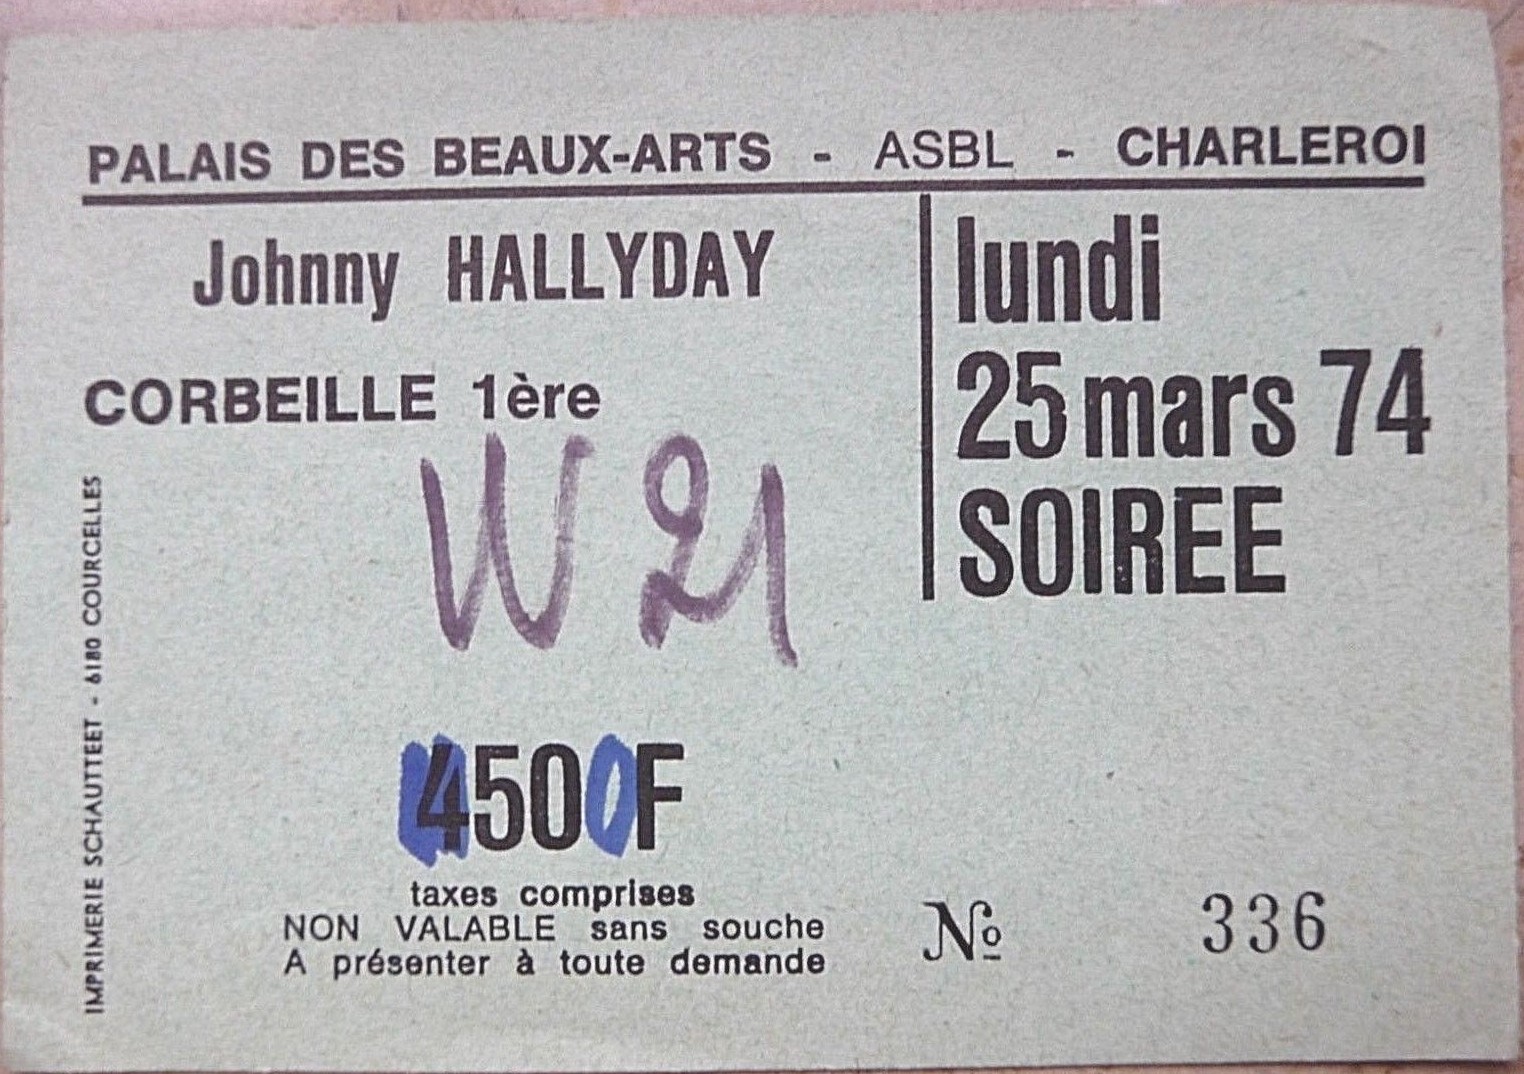 PALAIS DES BEAUX-ARTS - ASBL - CHARLEROI
Johnny HALLYDAY
lundi
25 mars 74
SOIREE
CORBEILLE 1ère
W 21
4500F
taxes comprises
NON VALABLE sans souche
A présenter à toute demande
No 336
IMPRIMERIE SCHAUTTEET - 6180 COURCELLES